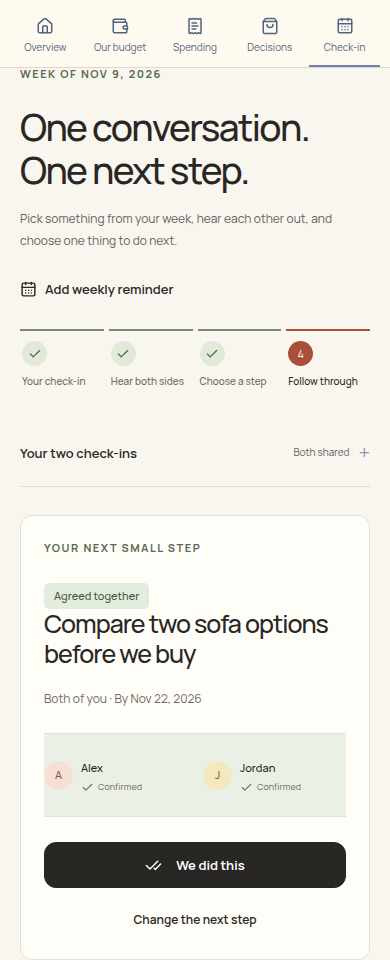 Overview
Our budget
Spending
Decisions
Check-in
WEEK OF NOV 9, 2026
One conversation.
One next step.
Pick something from your week, hear each other out, and
choose one thing to do next.
Add weekly reminder
4
Your check-in
Hear both sides
Choose a step
Follow through
Your two check-ins
Both shared
YOUR NEXT SMALL STEP
Agreed together
Compare two sofa options
before we buy
Both of you · By Nov 22, 2026
A
Alex
Confirmed
J
Jordan
Confirmed
We did this
Change the next step